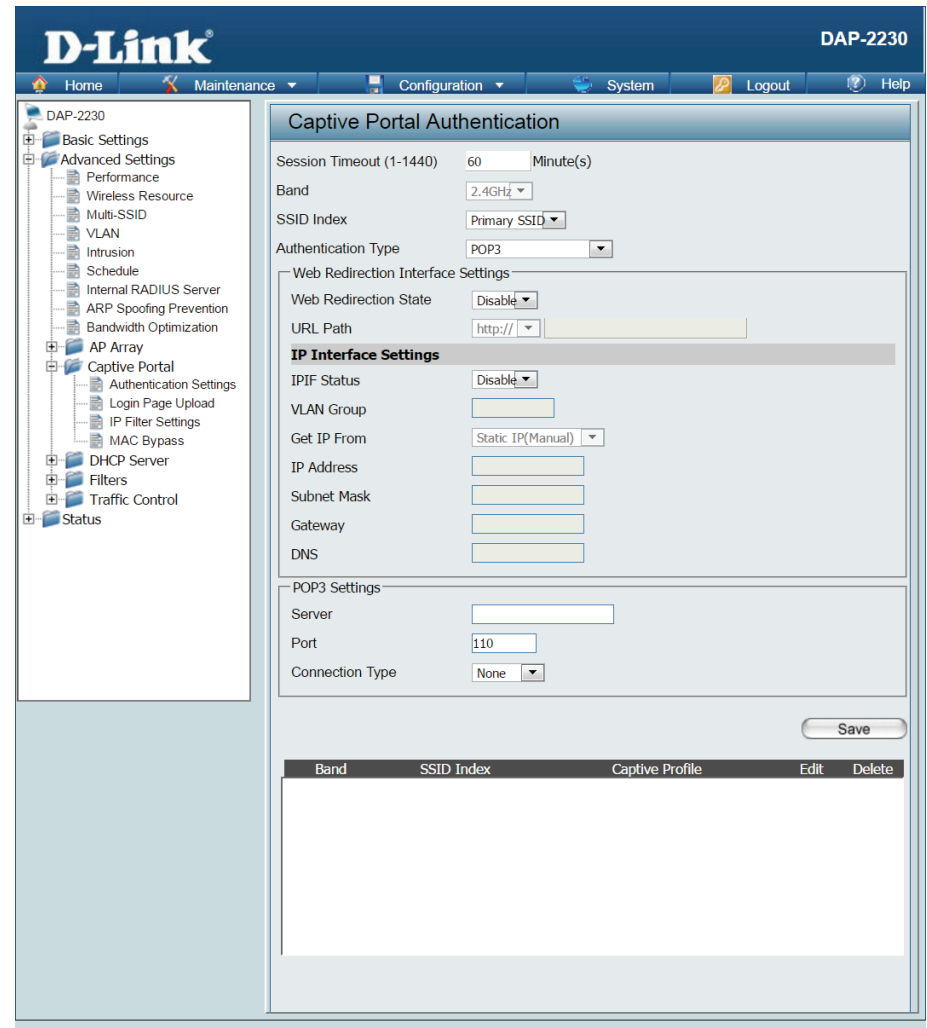 D-Link®
DAP-2230
Home Maintenance Configuration System Logout Help
DAP-2230
Basic Settings
Advanced Settings
Performance
Wireless Resource
Multi-SSID
VLAN
Intrusion
Schedule
Internal RADIUS Server
ARP Spoofing Prevention
Bandwidth Optimization
AP Array
Captive Portal
Authentication Settings
Login Page Upload
IP Filter Settings
MAC Bypass
DHCP Server
Filters
Traffic Control
Status
Captive Portal Authentication
Session Timeout (1-1440) 60 Minute(s)
Band 2.4GHz
SSID Index Primary SSID
Authentication Type POP3
Web Redirection Interface Settings
Web Redirection State Disable
URL Path http://
IP Interface Settings
IPIF Status Disable
VLAN Group
Get IP From Static IP(Manual)
IP Address
Subnet Mask
Gateway
DNS
POP3 Settings
Server
Port 110
Connection Type None
Save
Band SSID Index Captive Profile Edit Delete